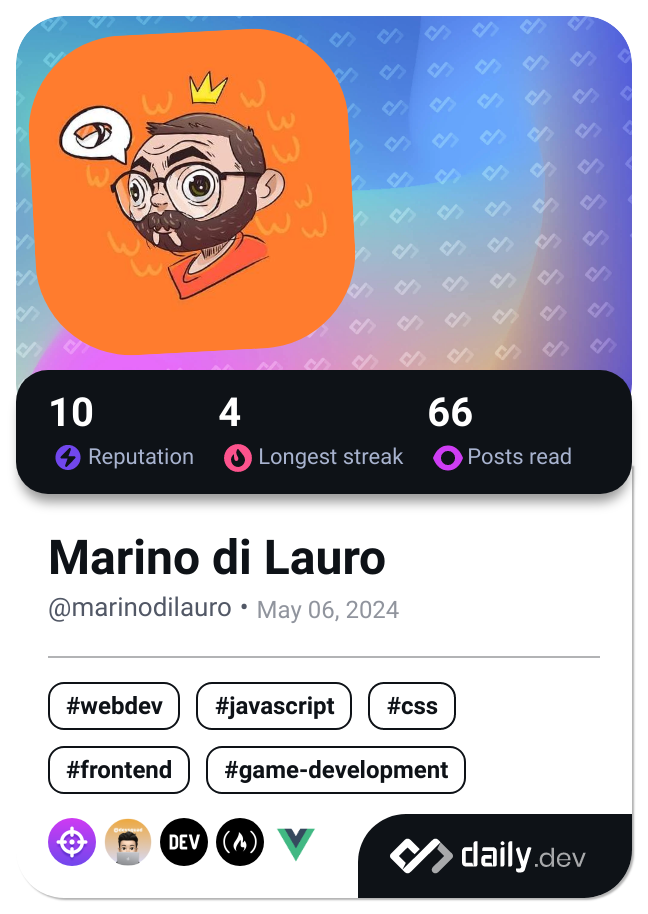 10 4 66
Reputation Longest streak Posts read
Marino di Lauro
@marinodilauro • May 06, 2024
#webdev #javascript #css
#frontend #game-development
DEV
daily.dev